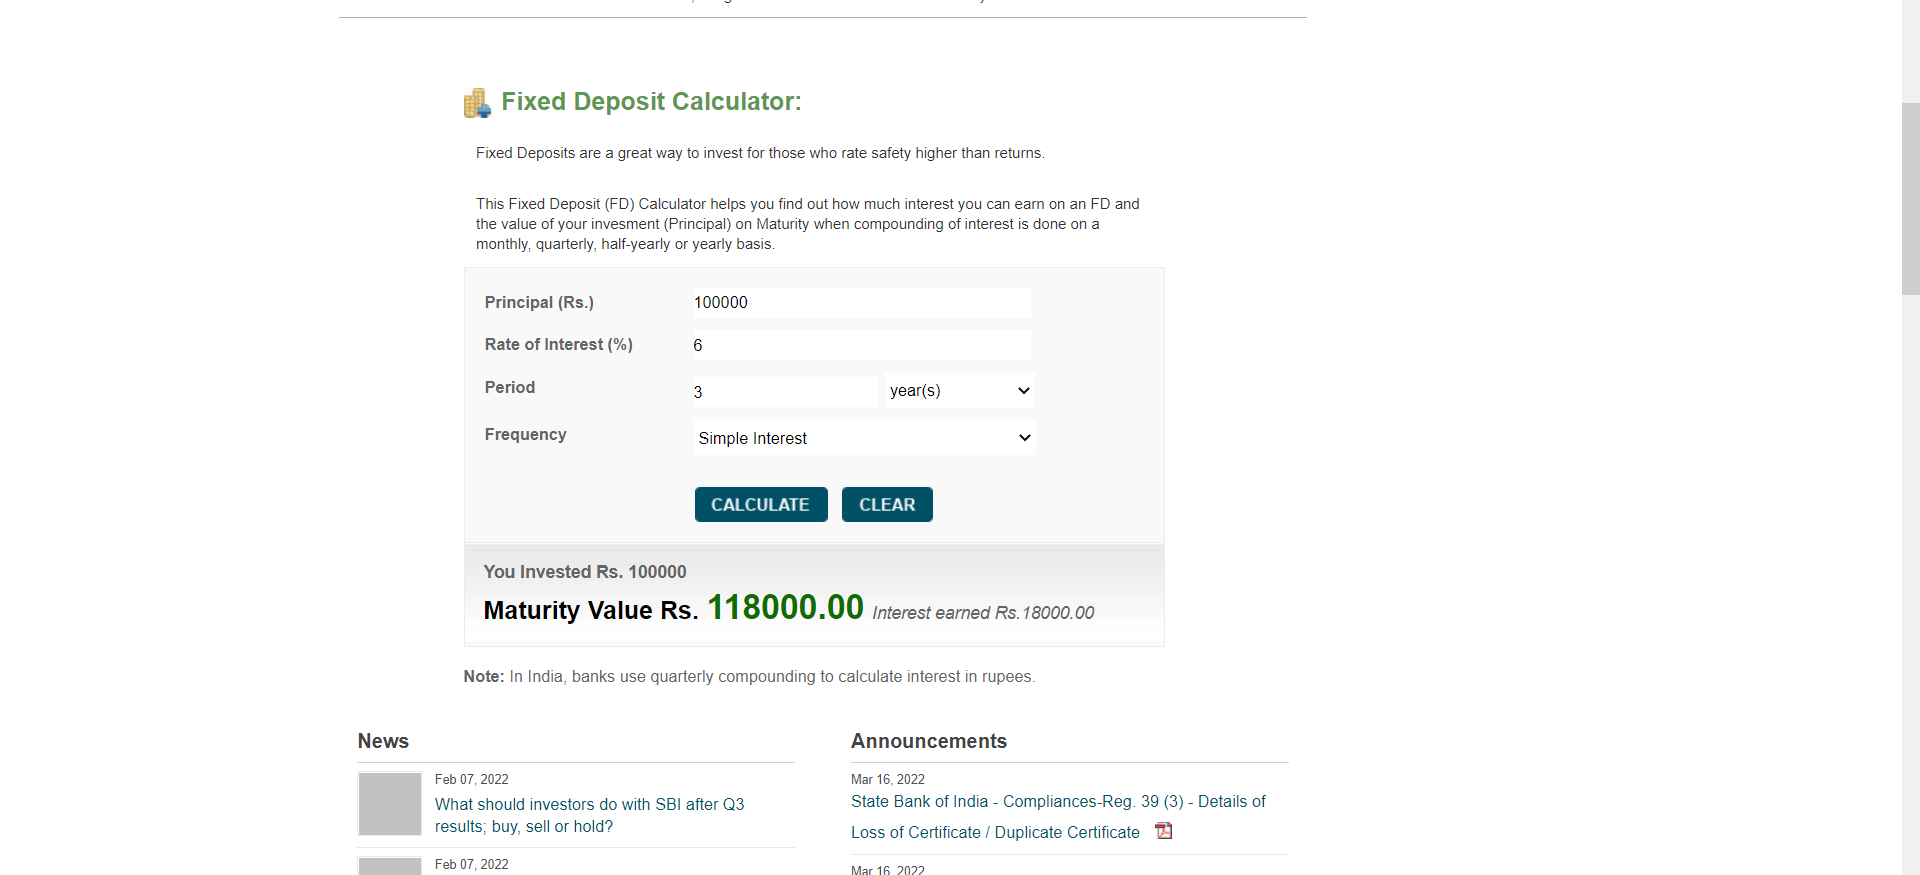 Fixed Deposit Calculator:
Fixed Deposits are a great way to invest for those who rate safety higher than returns.
This Fixed Deposit (FD) Calculator helps you find out how much interest you can earn on an FD and
the value of your invesment (Principal) on Maturity when compounding of interest is done on a
monthly, quarterly, half-yearly or yearly basis.
Principal (Rs.) 100000
Rate of Interest (%) 6
Period 3 year(s)
Frequency Simple Interest
CALCULATE CLEAR
You Invested Rs. 100000
Maturity Value Rs. 118000.00 Interest earned Rs.18000.00
Note: In India, banks use quarterly compounding to calculate interest in rupees.
News
Feb 07, 2022
What should investors do with SBI after Q3
results; buy, sell or hold?
Feb 07, 2022
Announcements
Mar 16, 2022
State Bank of India - Compliances-Reg. 39 (3) - Details of
Loss of Certificate / Duplicate Certificate
Mar 16, 2022